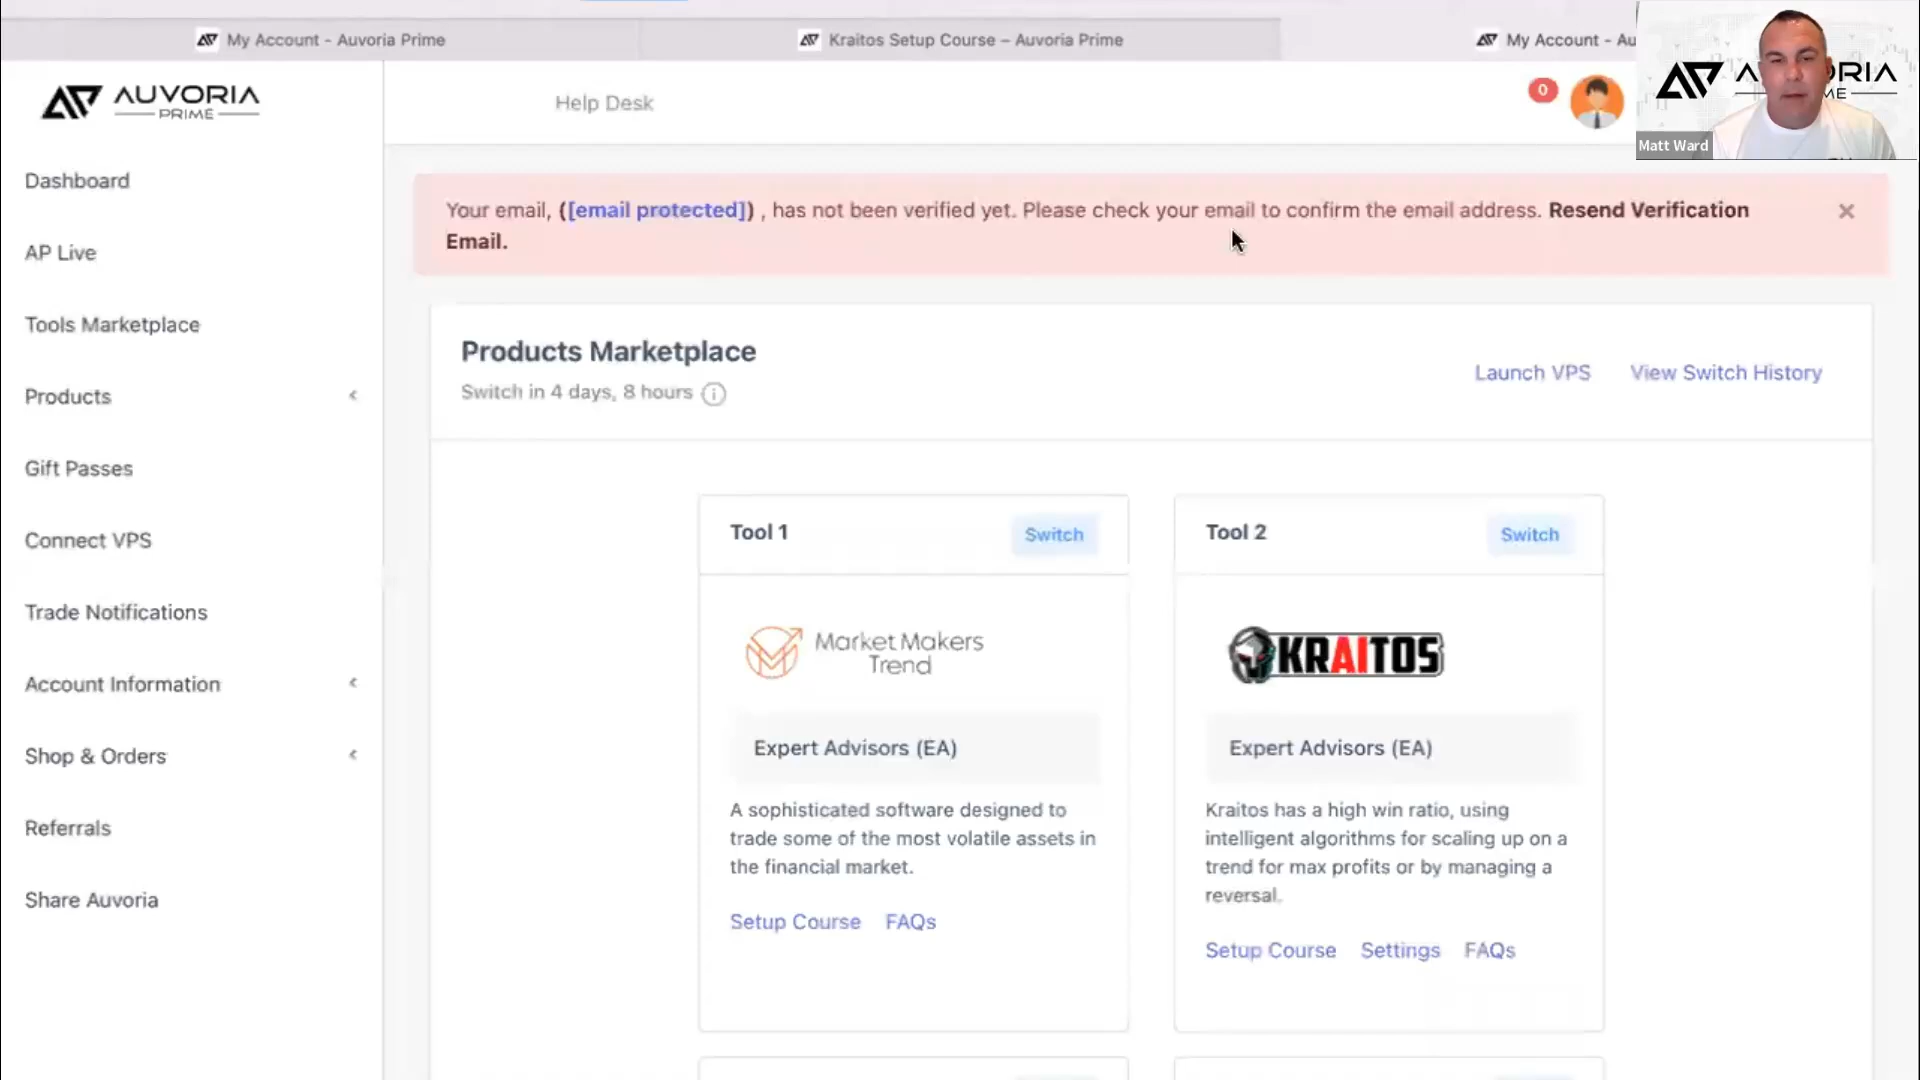 My Account - Auvoria Prime
Kraitos Setup Course – Auvoria Prime
My Account - Au
AUVORIA
PRIME
Help Desk
0
Matt Ward
Dashboard
AP Live
Tools Marketplace
Products
Gift Passes
Connect VPS
Trade Notifications
Account Information
Shop & Orders
Referrals
Share Auvoria
Your email, ([email protected]) , has not been verified yet. Please check your email to confirm the email address. Resend Verification
Email.
Products Marketplace
Switch in 4 days, 8 hours
Launch VPS
View Switch History
Tool 1
Switch
Market Makers
Trend
Expert Advisors (EA)
A sophisticated software designed to
trade some of the most volatile assets in
the financial market.
Setup Course FAQs
Tool 2
Switch
KRAITOS
Expert Advisors (EA)
Kraitos has a high win ratio, using
intelligent algorithms for scaling up on a
trend for max profits or by managing a
reversal.
Setup Course Settings FAQs